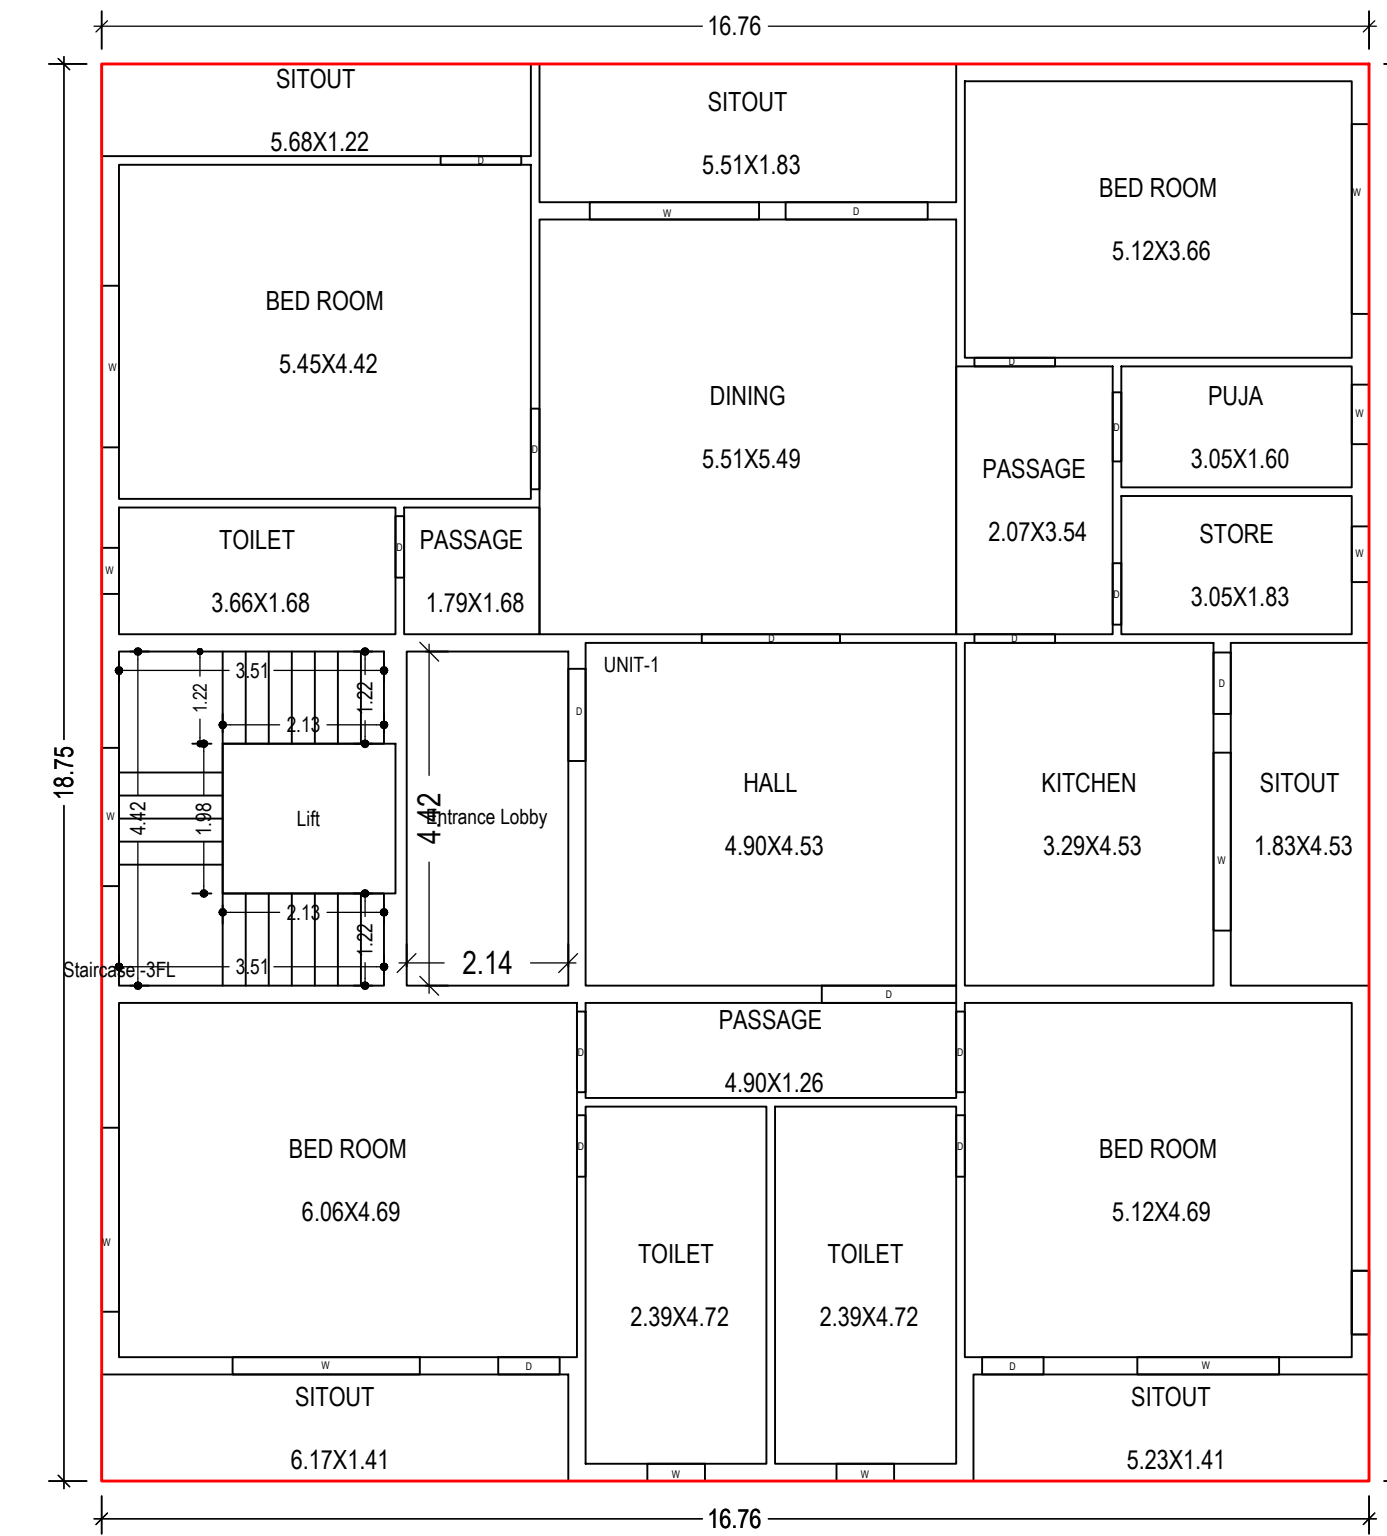 16.76
SITOUT
5.68X1.22
D
SITOUT
5.51X1.83
W
D
BED ROOM
5.12X3.66
W
D
BED ROOM
5.45X4.42
W
D
DINING
5.51X5.49
PASSAGE
2.07X3.54
D
PUJA
3.05X1.60
W
STORE
3.05X1.83
W
D
TOILET
3.66X1.68
W
D
PASSAGE
1.79X1.68
D
D
18.75
3.51
1.22
1.22
2.13
4.42
1.98
W
Lift
2.13
1.22
3.51
Staircase -3FL
4.42
Entrance Lobby
2.14
UNIT-1
D
HALL
4.90X4.53
D
KITCHEN
3.29X4.53
D
W
SITOUT
1.83X4.53
PASSAGE
4.90X1.26
D
D
BED ROOM
6.06X4.69
W
D
D
TOILET
2.39X4.72
TOILET
2.39X4.72
BED ROOM
5.12X4.69
W
D
D
W
SITOUT
6.17X1.41
W
W
SITOUT
5.23X1.41
16.76